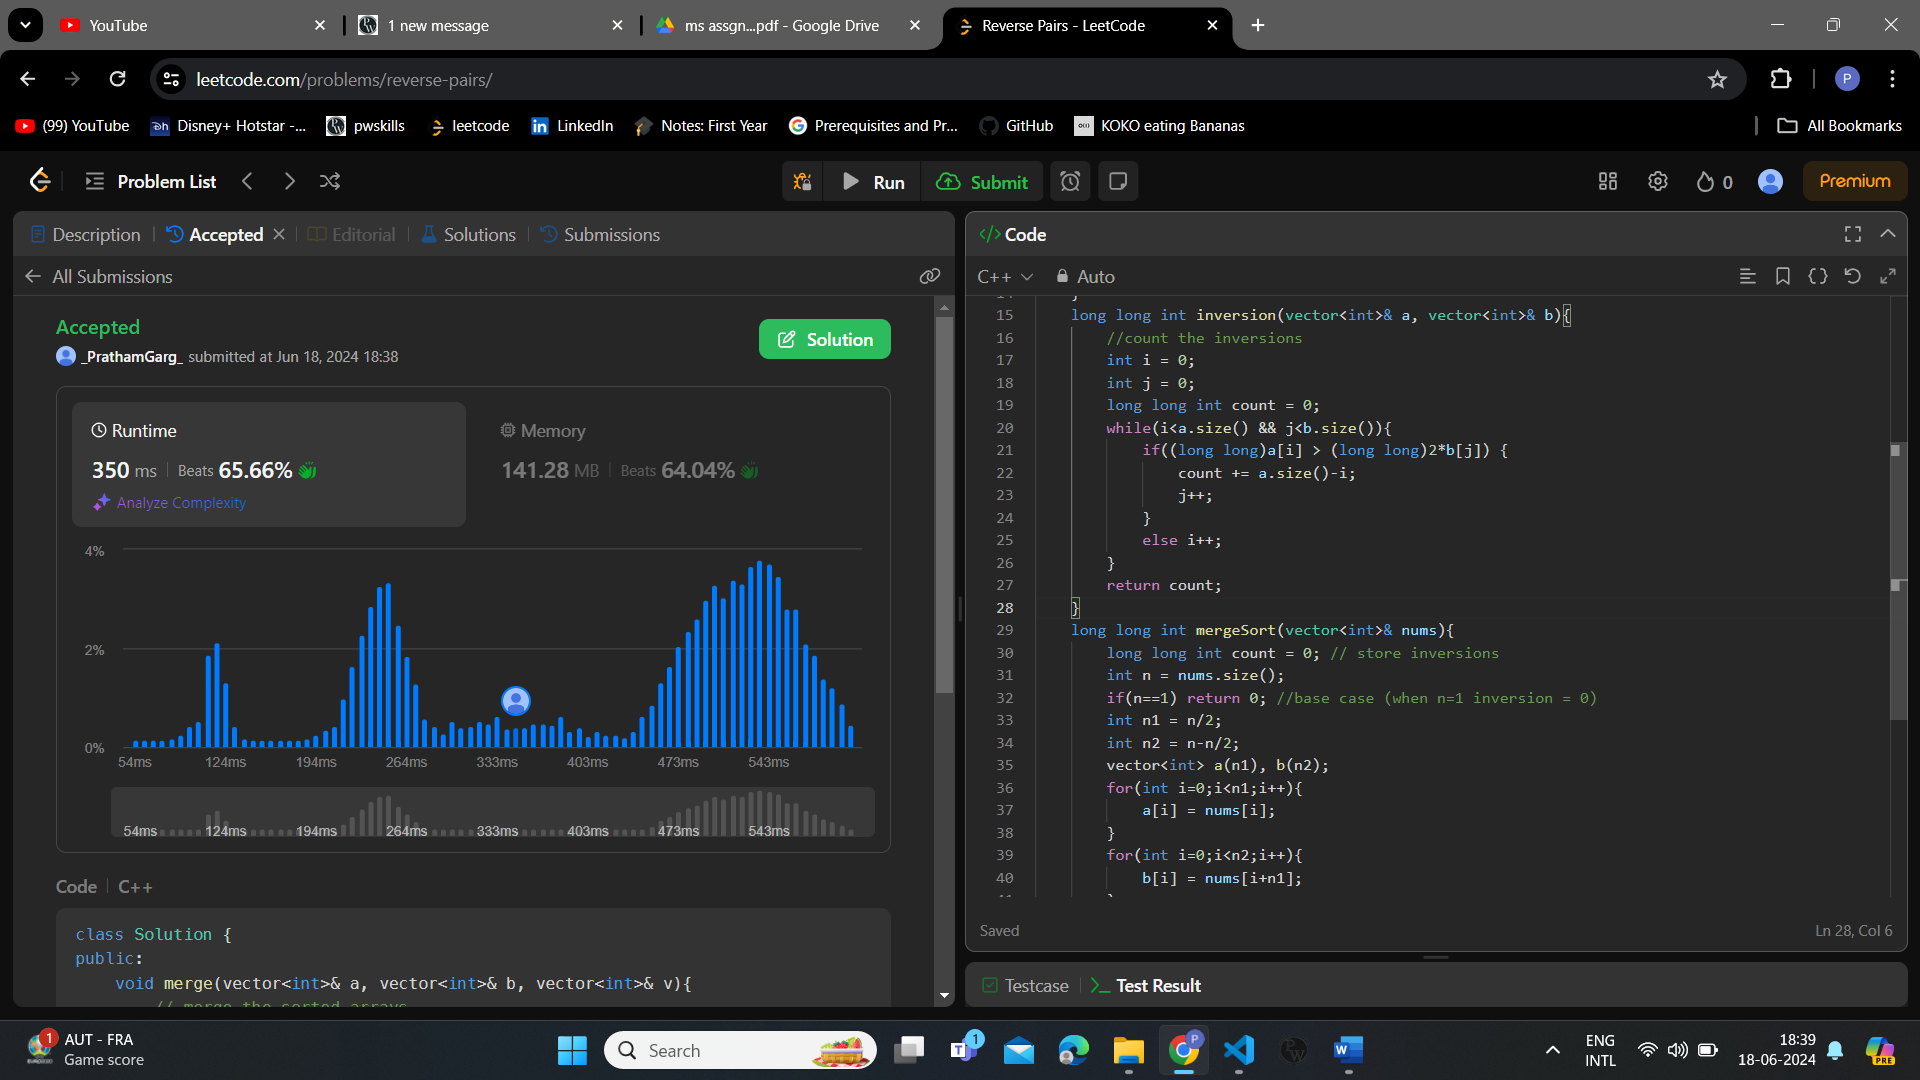 YouTube
1 new message
ms assgn...pdf - Google Drive
Reverse Pairs - LeetCode
leetcode.com/problems/reverse-pairs/
P
(99) YouTube
Disney+ Hotstar -...
pwskills
leetcode
LinkedIn
Notes: First Year
Prerequisites and Pr...
GitHub
KOKO eating Bananas
All Bookmarks
Problem List
Run
Submit
0
Premium
Description
Accepted
Editorial
Solutions
Submissions
All Submissions
Accepted
_PrathamGarg_ submitted at Jun 18, 2024 18:38
Solution
Runtime
350 ms | Beats 65.66%
Analyze Complexity
Memory
141.28 MB | Beats 64.04%
4%
2%
0%
54ms 124ms 194ms 264ms 333ms 403ms 473ms 543ms
54ms 124ms 194ms 264ms 333ms 403ms 473ms 543ms
Code | C++
class Solution {
public:
void merge(vector<int>& a, vector<int>& b, vector<int>& v){
// merge the sorted arrays
</> Code
C++
Auto
15 long long int inversion(vector<int>& a, vector<int>& b){
16 //count the inversions
17 int i = 0;
18 int j = 0;
19 long long int count = 0;
20 while(i<a.size() && j<b.size()){
21 if((long long)a[i] > (long long)2*b[j]) {
22 count += a.size()-i;
23 j++;
24 }
25 else i++;
26 }
27 return count;
28 }
29 long long int mergeSort(vector<int>& nums){
30 long long int count = 0; // store inversions
31 int n = nums.size();
32 if(n==1) return 0; //base case (when n=1 inversion = 0)
33 int n1 = n/2;
34 int n2 = n-n/2;
35 vector<int> a(n1), b(n2);
36 for(int i=0;i<n1;i++){
37 a[i] = nums[i];
38 }
39 for(int i=0;i<n2;i++){
40 b[i] = nums[i+n1];
Saved
Ln 28, Col 6
Testcase
Test Result
1
AUT - FRA
Game score
Search
1
P
ENG
INTL
18:39
18-06-2024
PRE